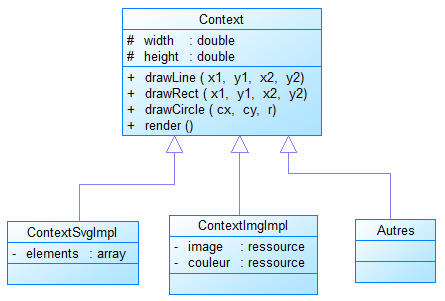 Context
# width : double
# height : double
+ drawLine ( x1, y1, x2, y2)
+ drawRect ( x1, y1, x2, y2)
+ drawCircle ( cx, cy, r)
+ render ()
ContextSvgImpl
- elements : array
ContextImgImpl
- image : ressource
- couleur : ressource
Autres